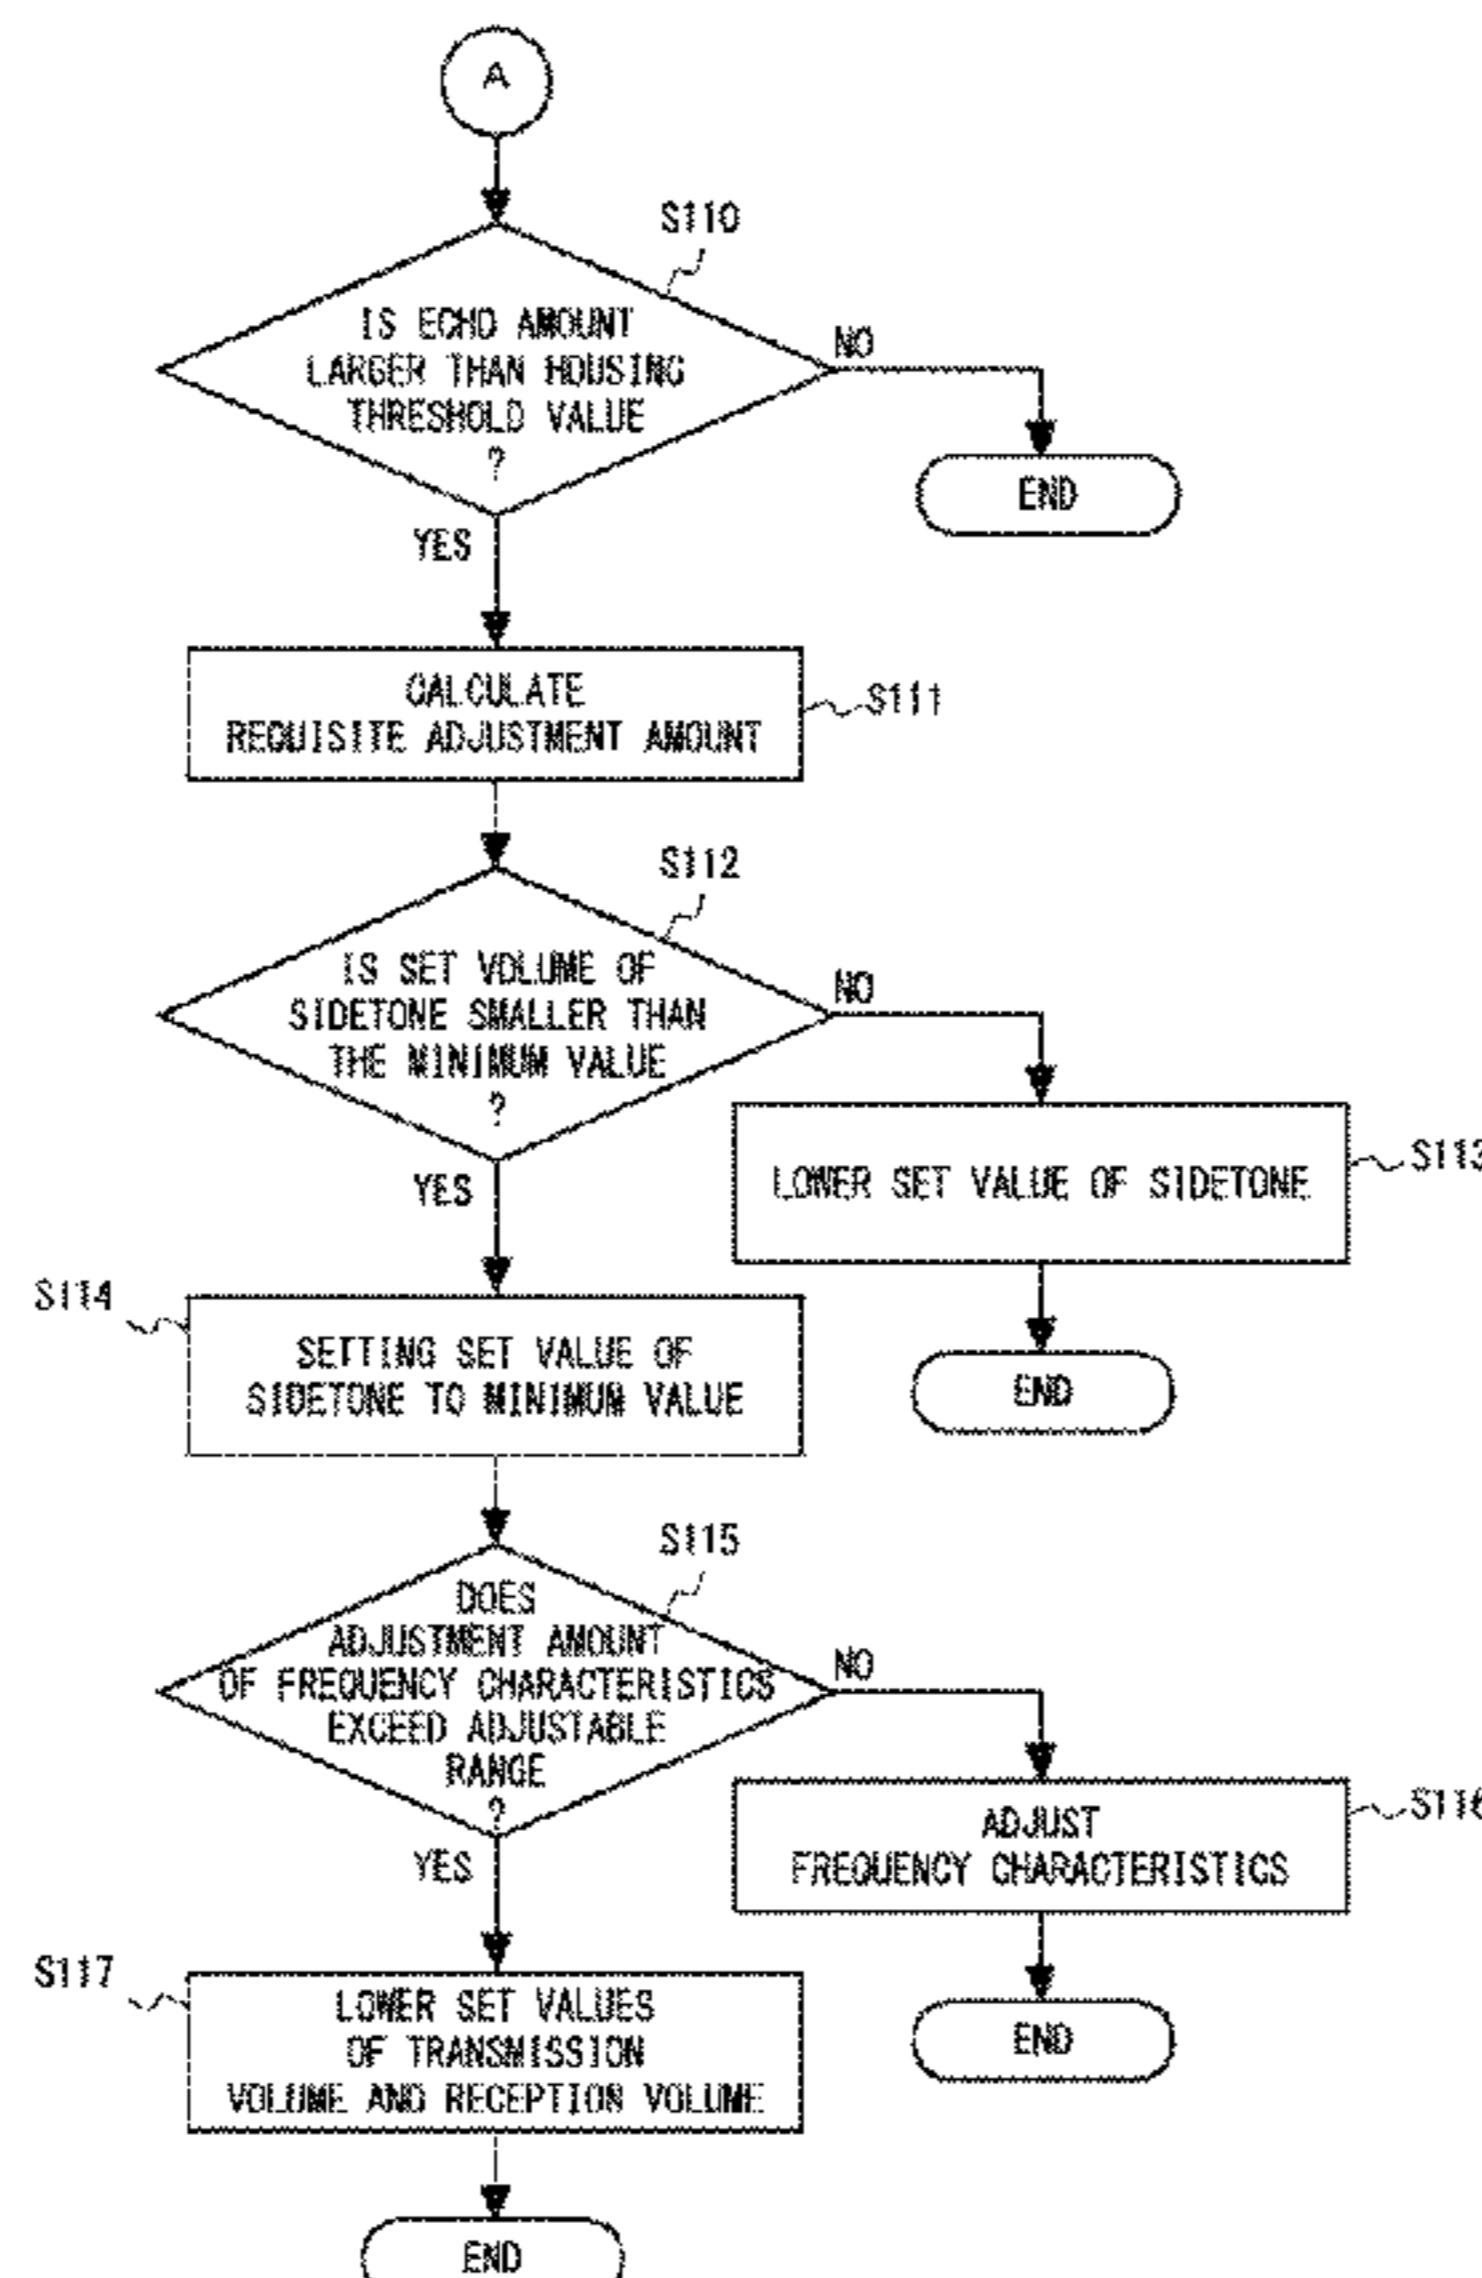 A
S110
IS ECHO AMOUNT
LARGER THAN HOUSING
THRESHOLD VALUE
?
NO
END
YES
CALCULATE
REQUISITE ADJUSTMENT AMOUNT
S111
S112
IS SET VOLUME OF
SIDETONE SMALLER THAN
THE MINIMUM VALUE
?
NO
LOWER SET VALUE OF SIDETONE
S113
END
YES
S114
SETTING SET VALUE OF
SIDETONE TO MINIMUM VALUE
S115
DOES
ADJUSTMENT AMOUNT
OF FREQUENCY CHARACTERISTICS
EXCEED ADJUSTABLE
RANGE
?
NO
ADJUST
FREQUENCY CHARACTERISTICS
S116
END
YES
S117
LOWER SET VALUES
OF TRANSMISSION
VOLUME AND RECEPTION VOLUME
END